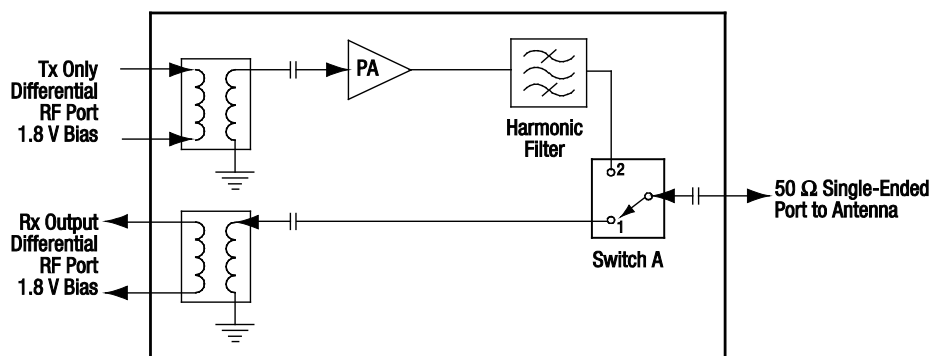 Tx Only
Differential
RF Port
1.8 V Bias
PA
Harmonic
Filter
2
1
Switch A
50 Ω Single-Ended
Port to Antenna
Rx Output
Differential
RF Port
1.8 V Bias